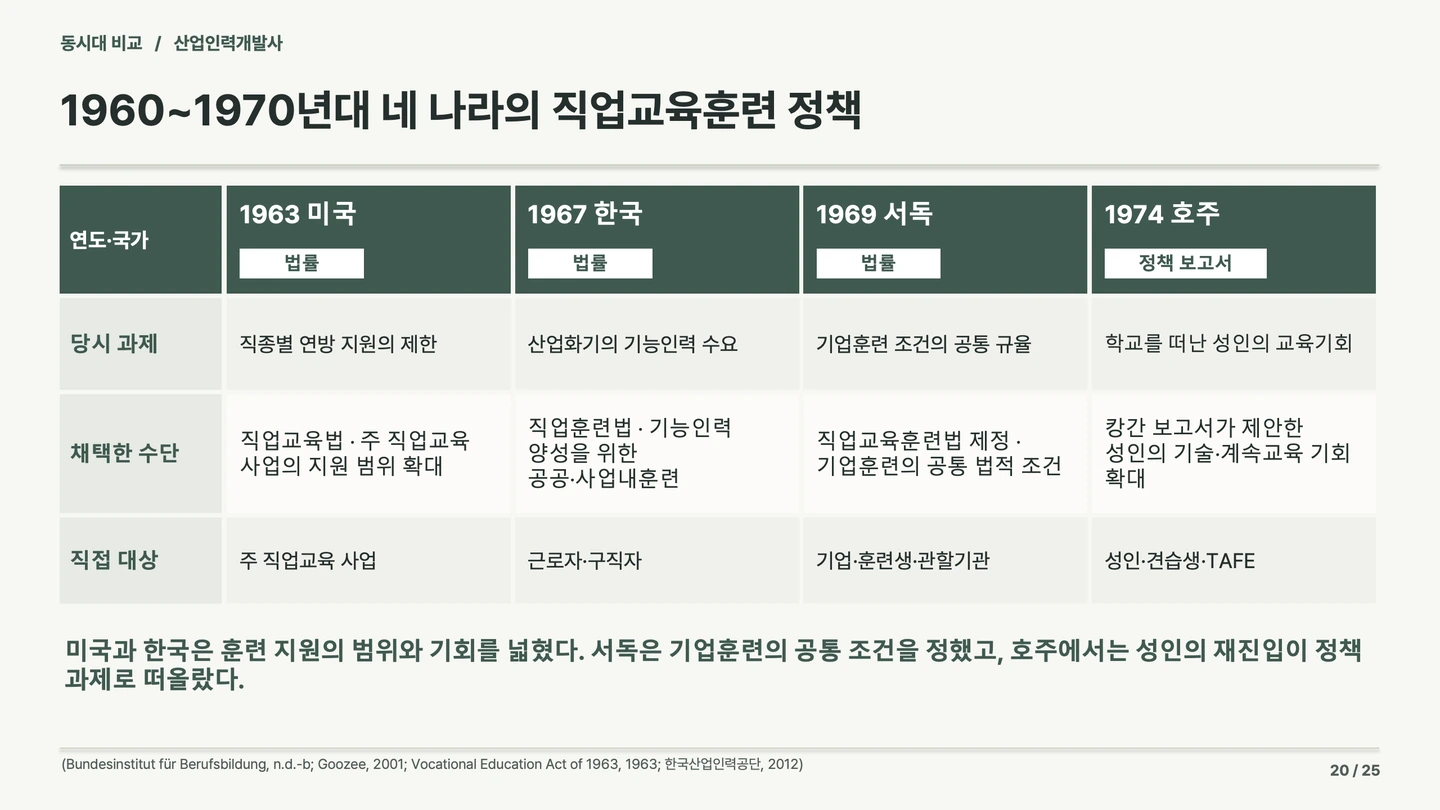 동시대 비교 / 산업인력개발사
1960~1970년대 네 나라의 직업교육훈련 정책
연도·국가
1963 미국
법률
1967 한국
법률
1969 서독
법률
1974 호주
정책 보고서
당시 과제
직종별 연방 지원의 제한
산업화기의 기능인력 수요
기업훈련 조건의 공통 규율
학교를 떠난 성인의 교육기회
채택한 수단
직업교육법 · 주 직업교육
사업의 지원 범위 확대
직업훈련법 · 기능인력
양성을 위한
공공·사업내훈련
직업교육훈련법 제정 ·
기업훈련의 공통 법적 조건
캉간 보고서가 제안한
성인의 기술·계속교육 기회
확대
직접 대상
주 직업교육 사업
근로자·구직자
기업·훈련생·관할기관
성인·견습생·TAFE
미국과 한국은 훈련 지원의 범위와 기회를 넓혔다. 서독은 기업훈련의 공통 조건을 정했고, 호주에서는 성인의 재진입이 정책
과제로 떠올랐다.
(Bundesinstitut für Berufsbildung, n.d.-b; Goozee, 2001; Vocational Education Act of 1963, 1963; 한국산업인력공단, 2012)
20 / 25